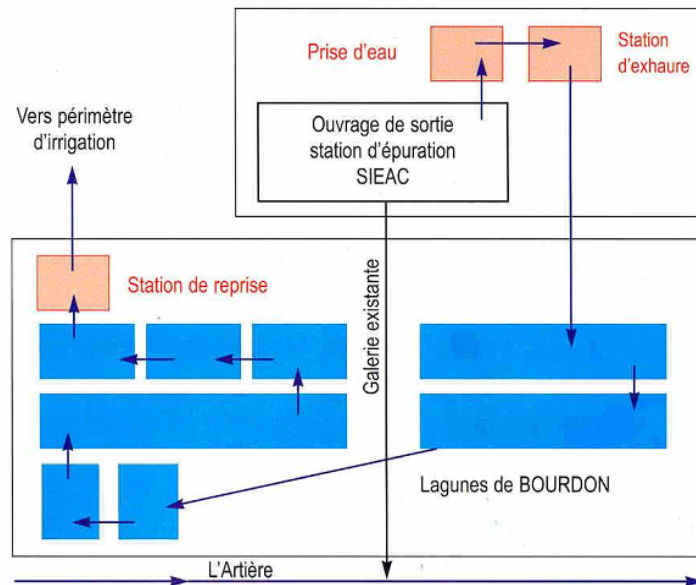 Prise d'eau
Station
d'exhaure
Vers périmètre
d'irrigation
Ouvrage de sortie
station d'épuration
SIEAC
Station de reprise
Galerie existante
Lagunes de BOURDON
L'Artière